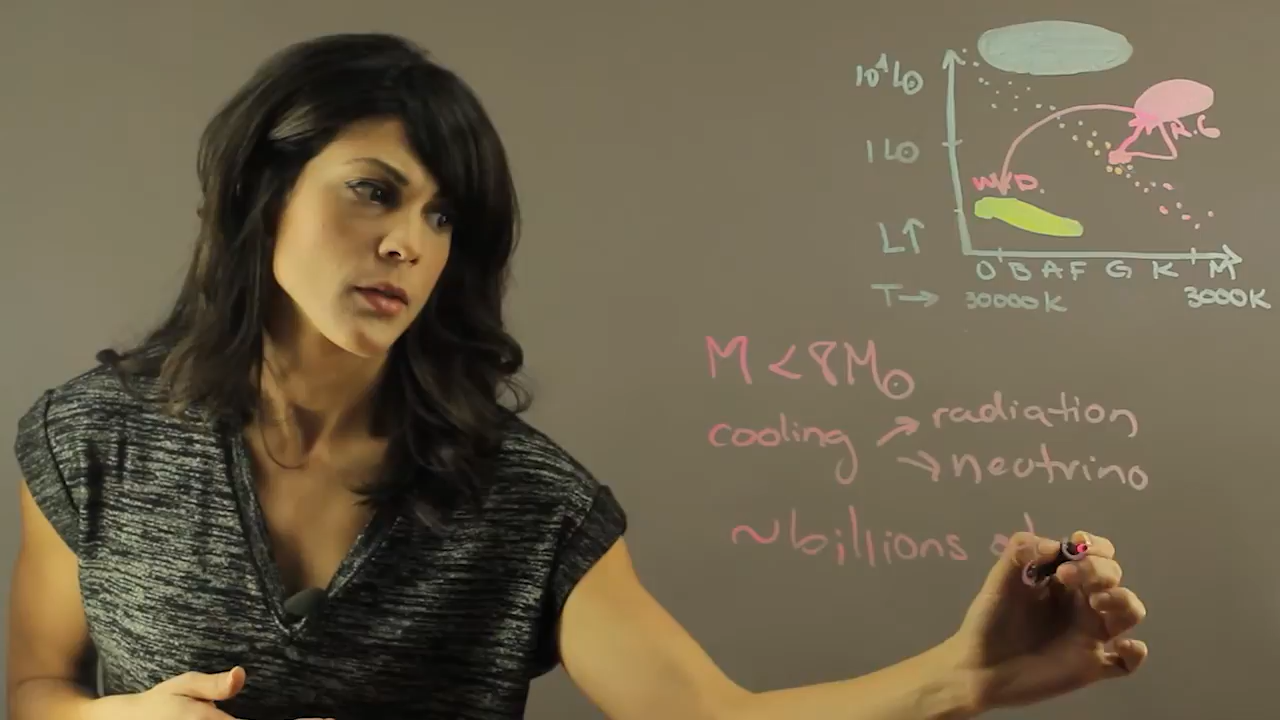 10⁴L⊙
1L⊙
R.G
W.D.
L↑
O B A F G K M
T→ 30000K 3000K
M<8M⊙
cooling → radiation
→ neutrino
~billions